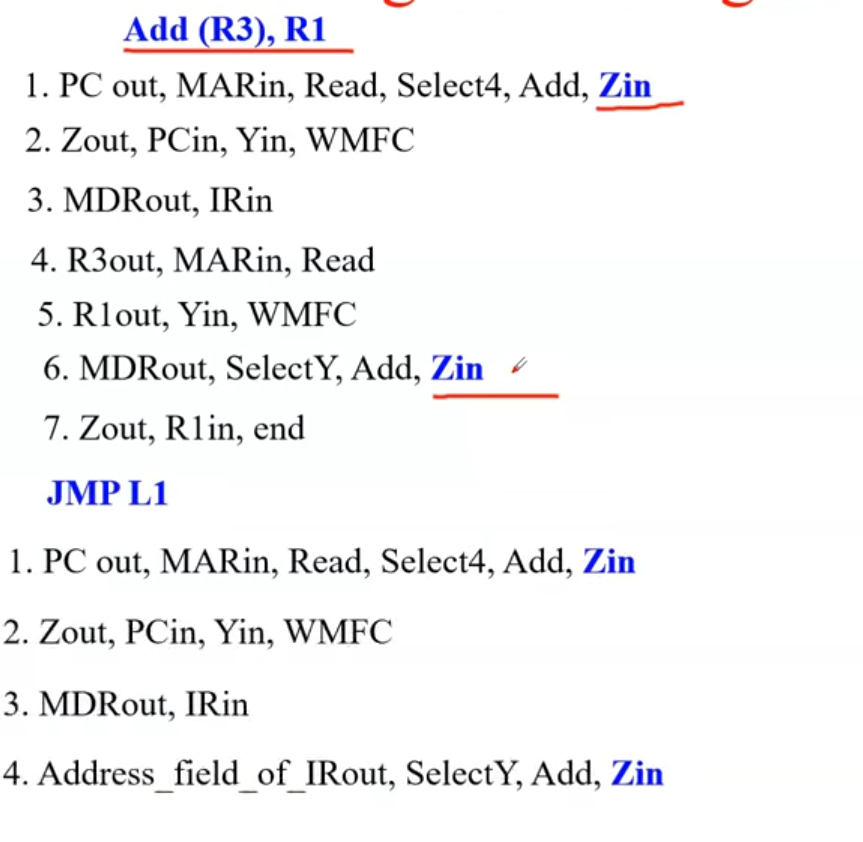 Add (R3), R1
1. PC out, MARin, Read, Select4, Add, Zin
2. Zout, PCin, Yin, WMFC
3. MDRout, IRin
4. R3out, MARin, Read
5. R1out, Yin, WMFC
6. MDRout, SelectY, Add, Zin
7. Zout, R1in, end
JMP L1
1. PC out, MARin, Read, Select4, Add, Zin
2. Zout, PCin, Yin, WMFC
3. MDRout, IRin
4. Address_field_of_IRout, SelectY, Add, Zin